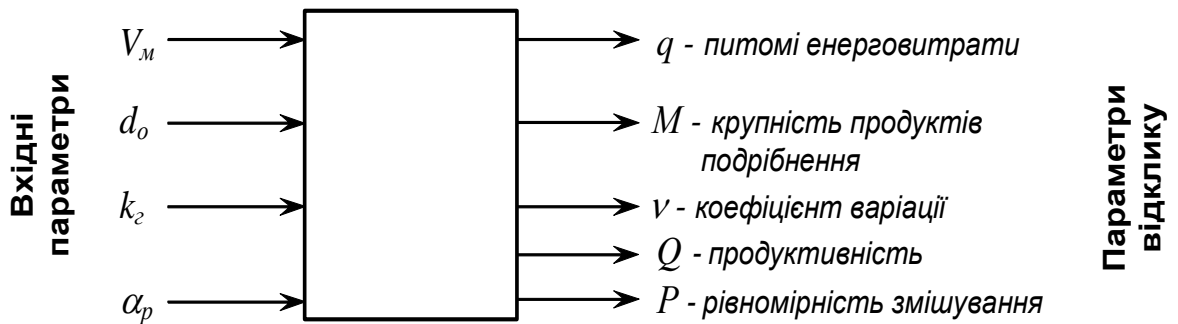 Вхідні
параметри
Vм
dо
kг
αр
q - питомі енерговитрати
M - крупність продуктів
подрібнення
ν - коефіцієнт варіації
Q - продуктивність
P - рівномірність змішування
Параметри
відклику